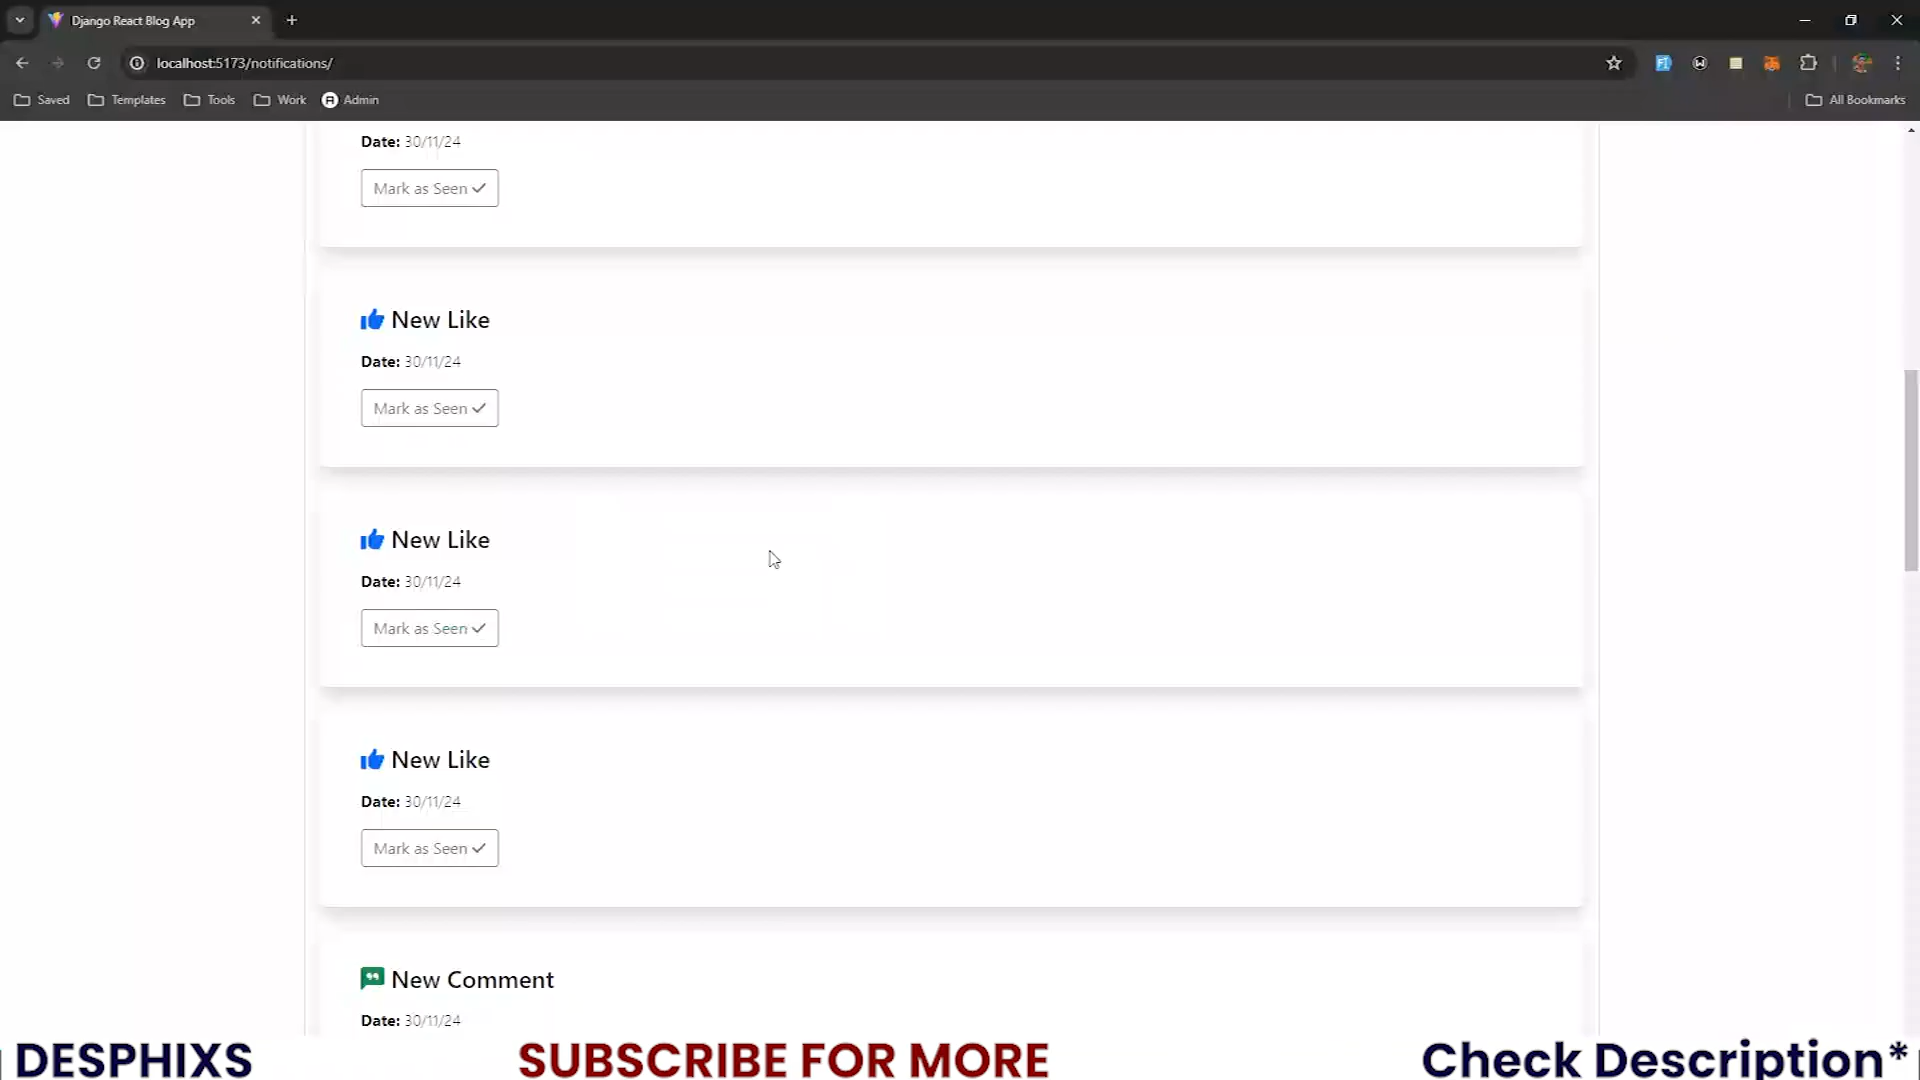 Django React Blog App
localhost:5173/notifications/
Saved Templates Tools Work Admin All Bookmarks
Date: 30/11/24
Mark as Seen
New Like
Date: 30/11/24
Mark as Seen
New Like
Date: 30/11/24
Mark as Seen
New Like
Date: 30/11/24
Mark as Seen
New Comment
Date: 30/11/24
DESPHIXS SUBSCRIBE FOR MORE Check Description*